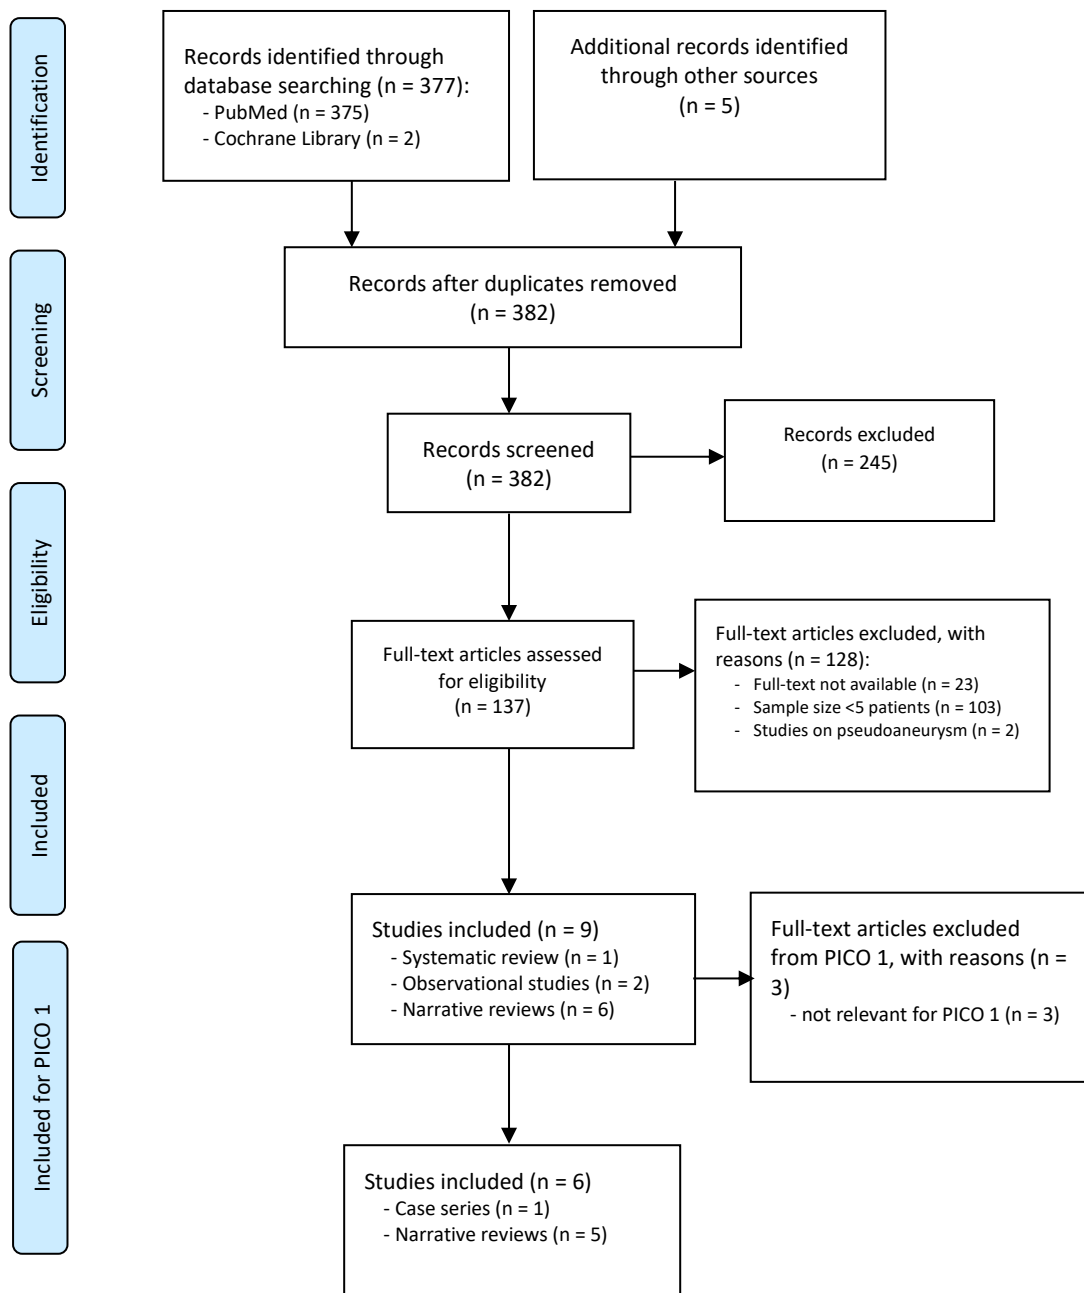 Identification
Records identified through
database searching (n = 377):
- PubMed (n = 375)
- Cochrane Library (n = 2)
Additional records identified
through other sources
(n = 5)
Screening
Records after duplicates removed
(n = 382)
Records screened
(n = 382)
Records excluded
(n = 245)
Eligibility
Full-text articles assessed
for eligibility
(n = 137)
Full-text articles excluded, with
reasons (n = 128):
- Full-text not available (n = 23)
- Sample size <5 patients (n = 103)
- Studies on pseudoaneurysm (n = 2)
Included
Studies included (n = 9)
- Systematic review (n = 1)
- Observational studies (n = 2)
- Narrative reviews (n = 6)
Full-text articles excluded
from PICO 1, with reasons (n =
3)
- not relevant for PICO 1 (n = 3)
Included for PICO 1
Studies included (n = 6)
- Case series (n = 1)
- Narrative reviews (n = 5)